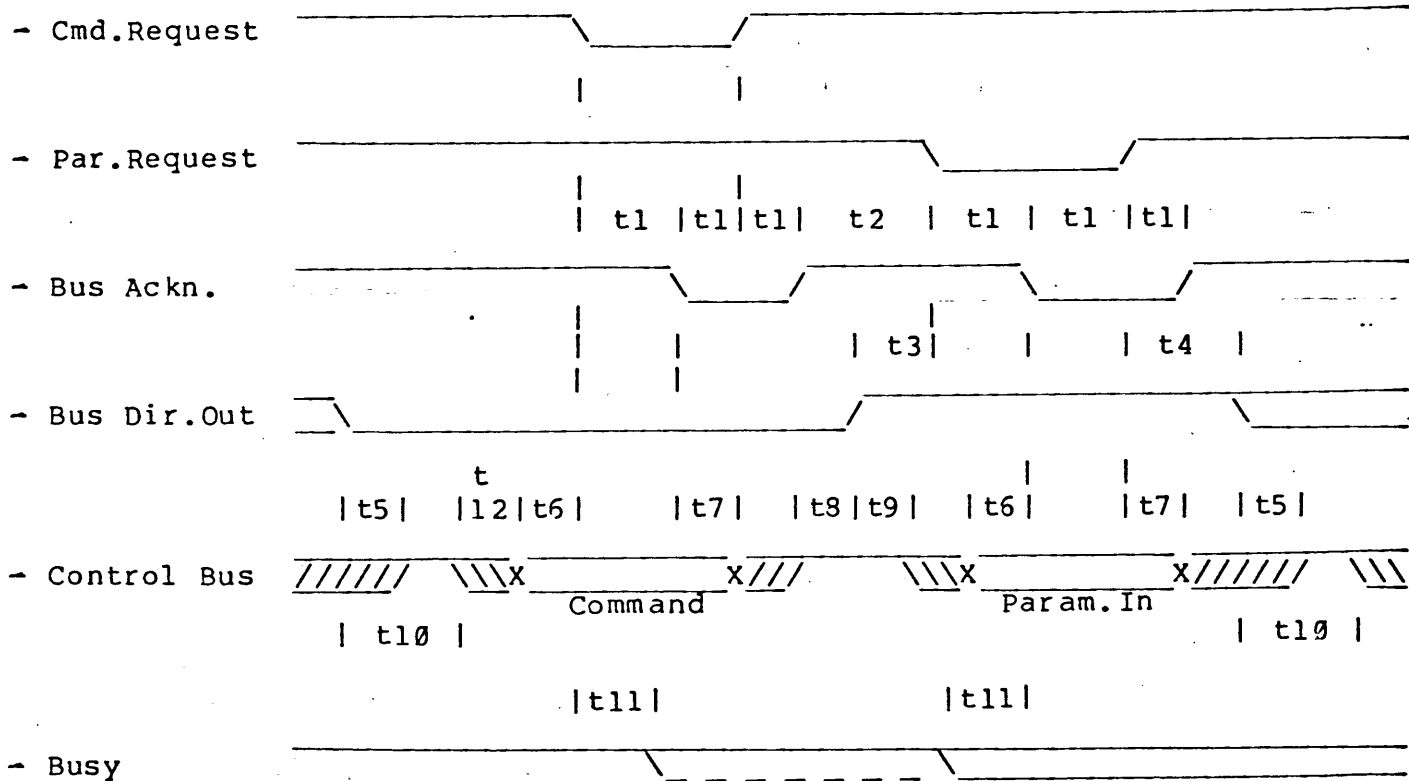 - Cmd.Request
- Par.Request
| t1 |t1|t1| t2 | t1 | t1 |t1|
- Bus Ackn.
| t3| | | t4 |
- Bus Dir.Out
t
|t5| |12|t6| |t7| |t8|t9| |t6| |t7| |t5|
- Control Bus
Command Param.In
| t10 | | t10 |
|t11| |t11|
- Busy